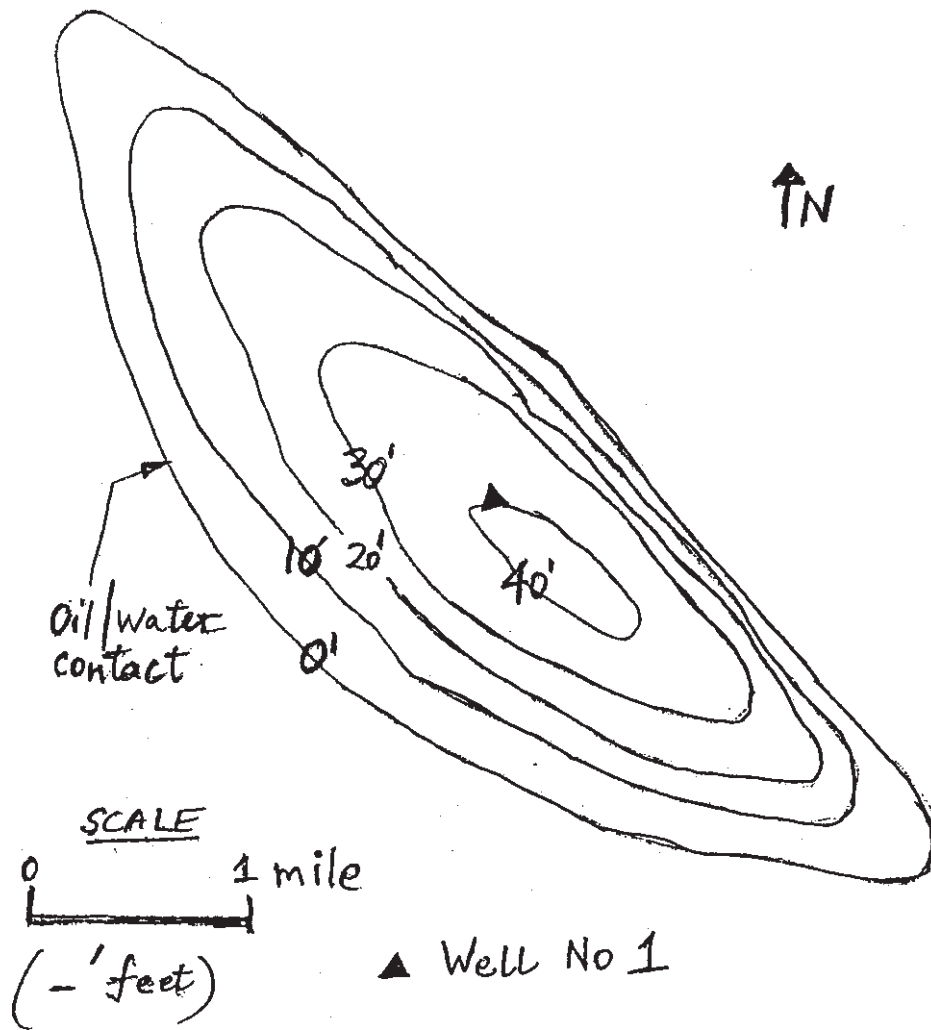 N
30'
10'
20'
40'
Oil/water
contact
0'
SCALE
0 1 mile
(-'feet)
Well No 1